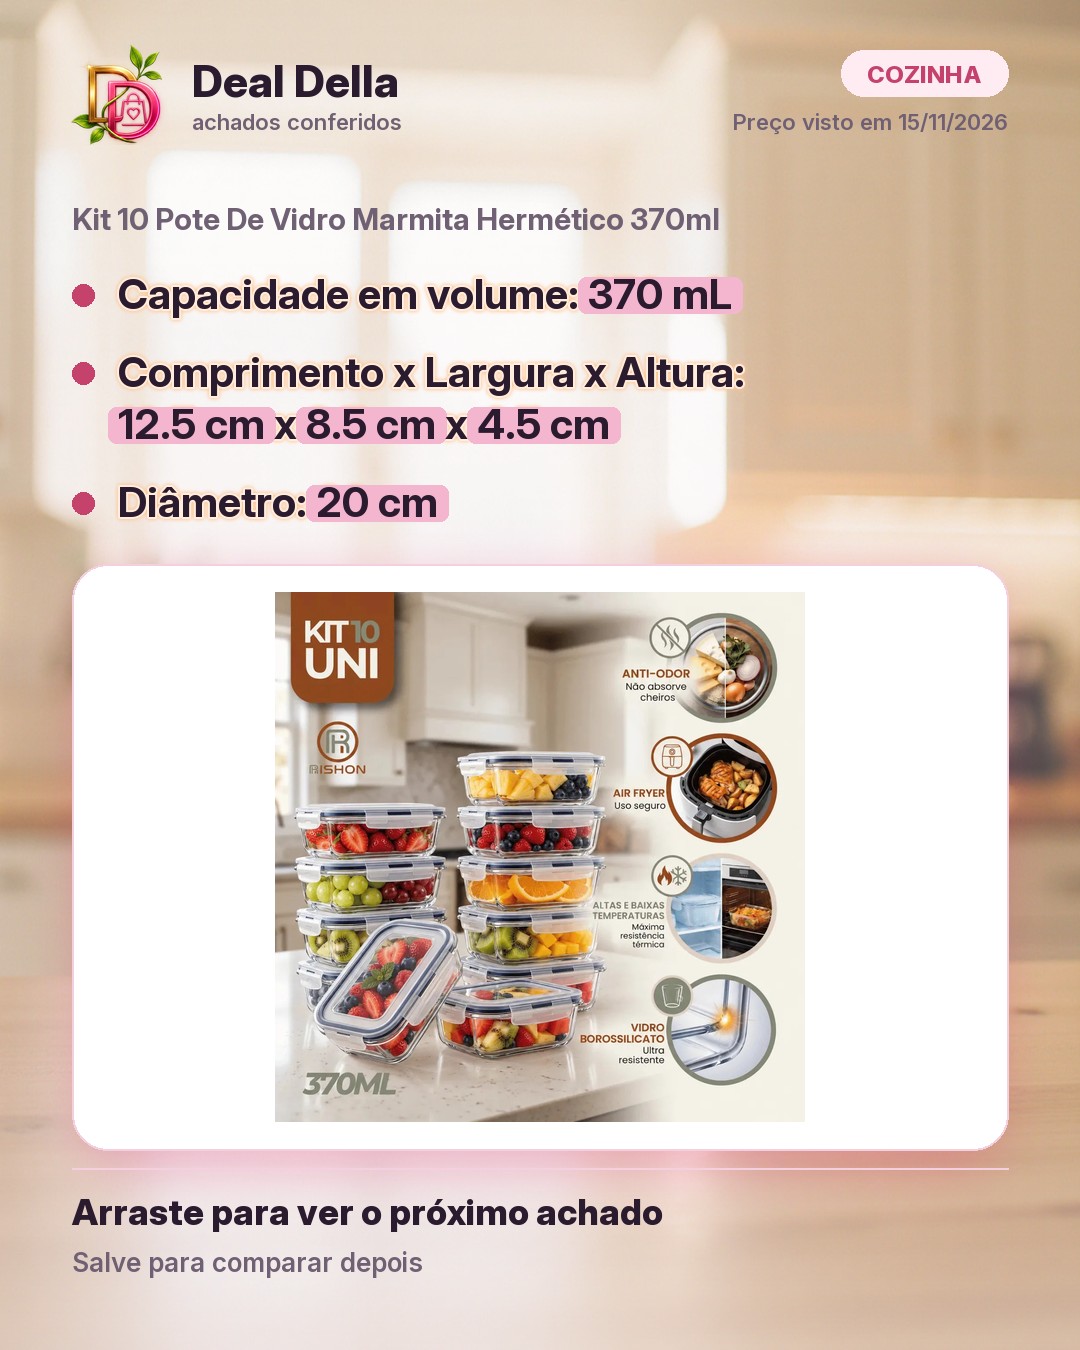 Deal Della
achados conferidos
COZINHA
Preço visto em 15/11/2026
Kit 10 Pote De Vidro Marmita Hermético 370ml
Capacidade em volume: 370 mL
Comprimento x Largura x Altura:
12.5 cm x 8.5 cm x 4.5 cm
Diâmetro: 20 cm
KIT 10
UNI
RISHON
370ML
ANTI-ODOR
Não absorve
cheiros
AIR FRYER
Uso seguro
ALTAS E BAIXAS
TEMPERATURAS
Máxima
resistência
térmica
VIDRO
BOROSSILICATO
Ultra
resistente
Arraste para ver o próximo achado
Salve para comparar depois